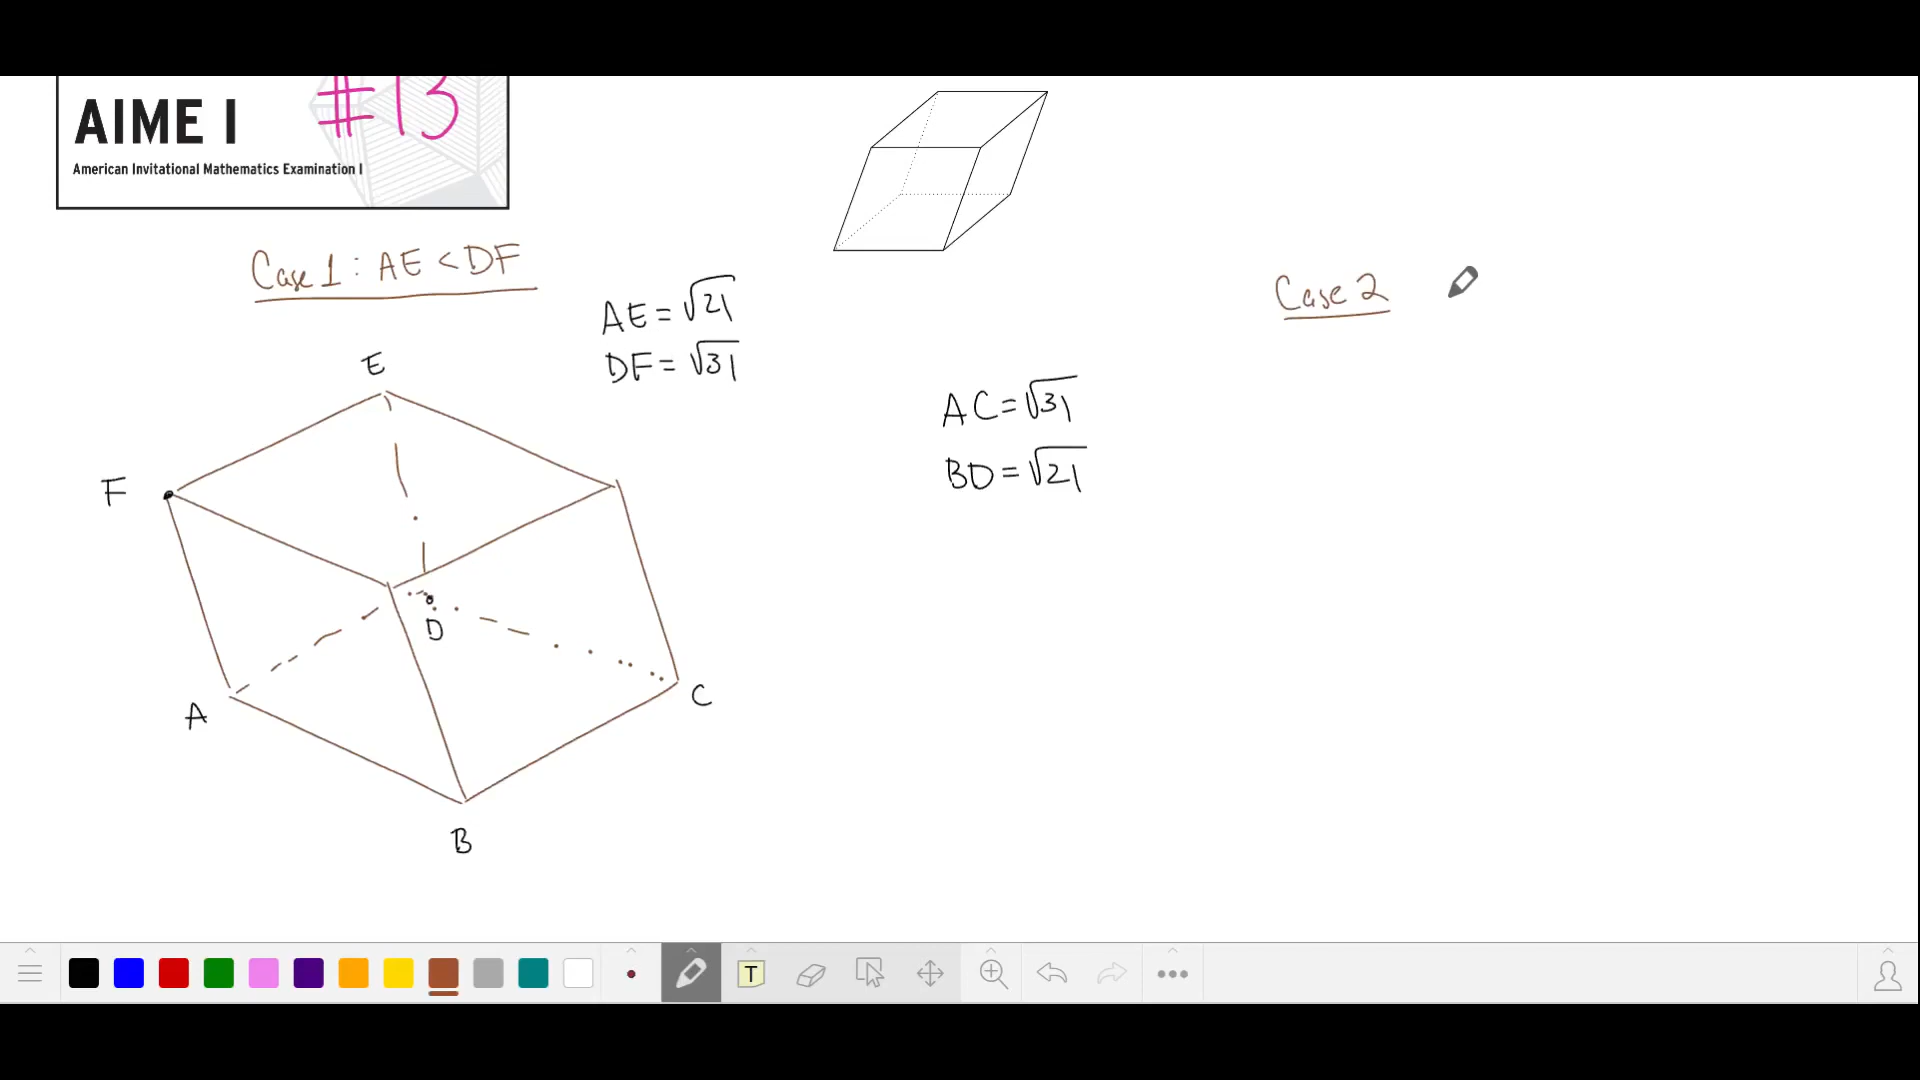 #13
AIME I
American Invitational Mathematics Examination I
Case 1: AE < DF
AE = √21
DF = √31
Case 2
AC = √31
BD = √21
E
F
D
A
C
B
T